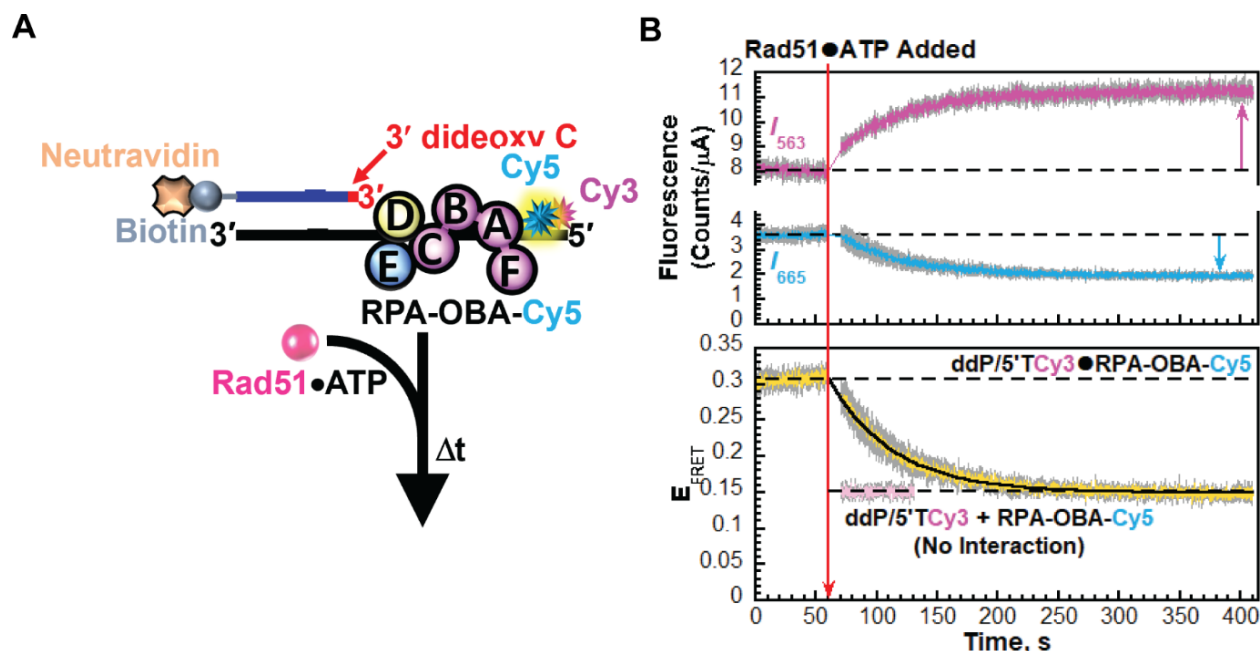 A
Neutravidin
Biotin
3′ dideoxy C
Cy5
Cy3
3′
3′
5′
D
B
A
E
C
F
RPA-OBA-Cy5
Rad51●ATP
Δt
B
Rad51●ATP Added
Fluorescence
(Counts/μA)
12
11
10
9
8
I563
4
3
2
1
0
I665
EFRET
0.35
0.3
0.25
0.2
0.15
0.1
0.05
0
ddP/5'TCy3●RPA-OBA-Cy5
ddP/5'TCy3 + RPA-OBA-Cy5
(No Interaction)
0 50 100 150 200 250 300 350 400
Time, s